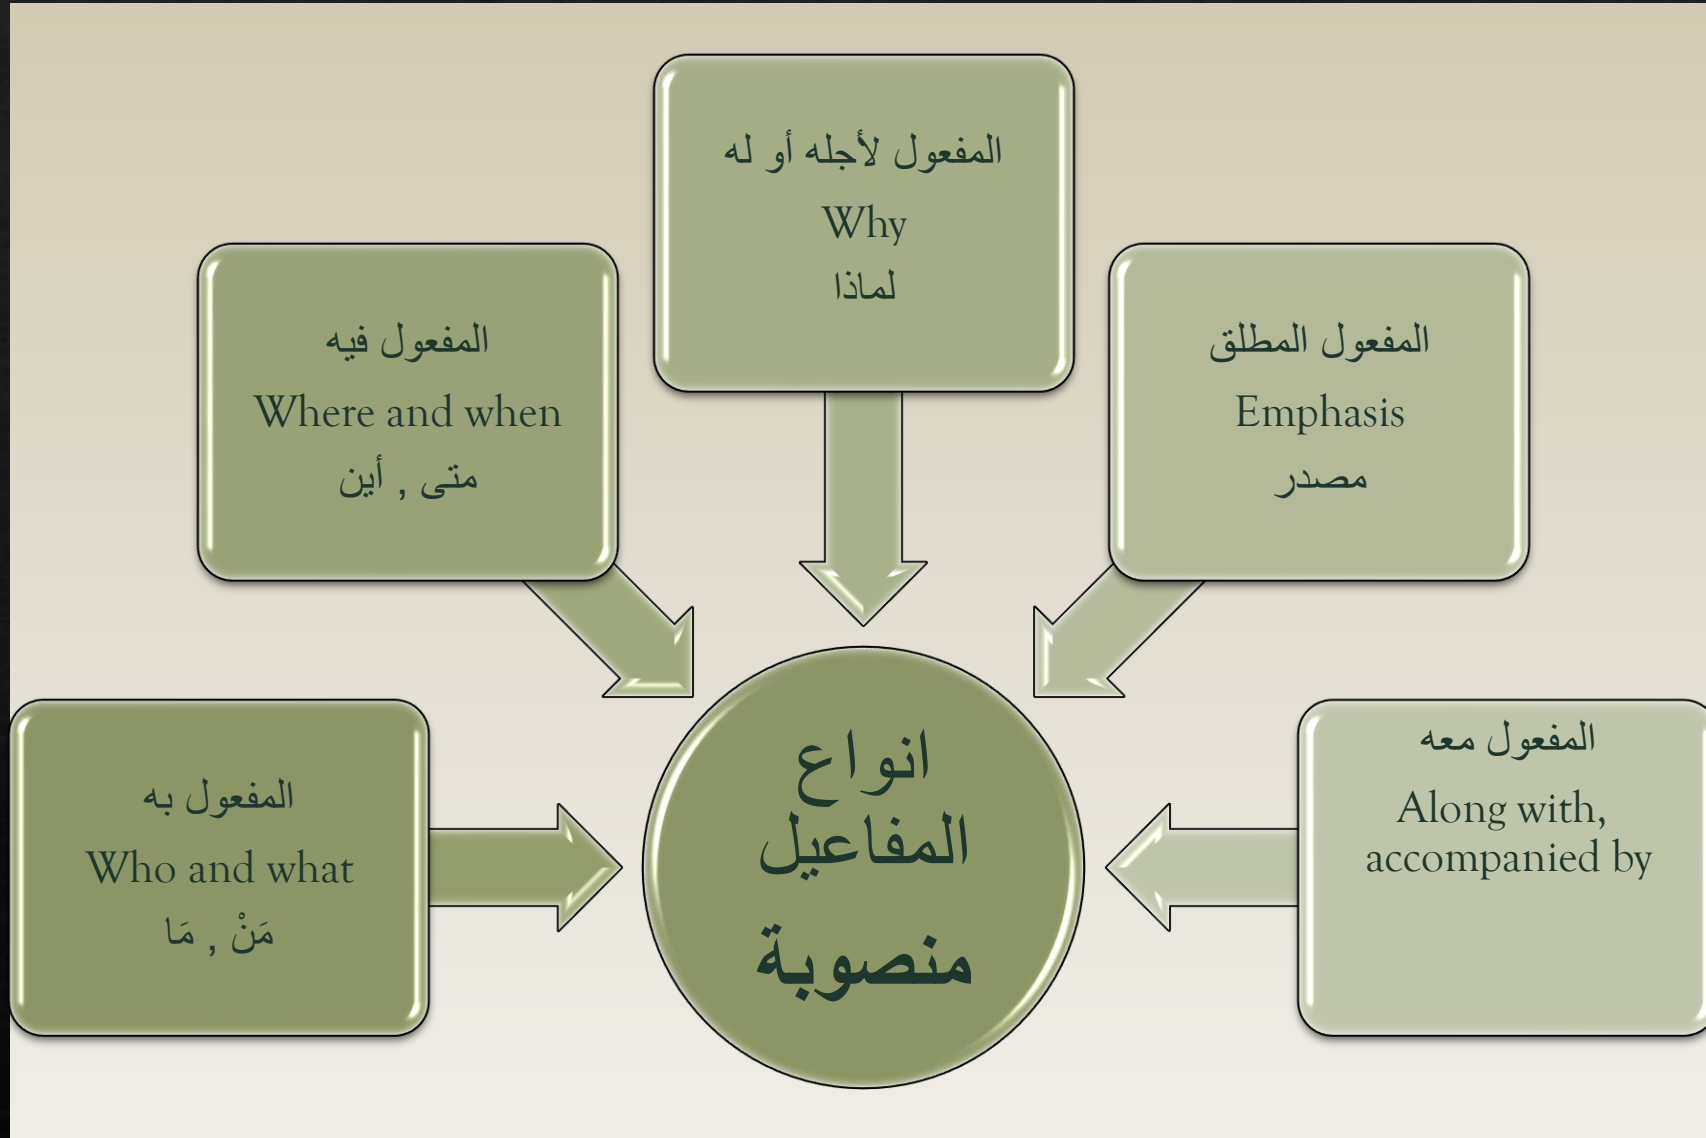 المفعول لأجله أو له
Why
لماذا
المفعول فيه
Where and when
متى , أين
المفعول المطلق
Emphasis
مصدر
المفعول به
Who and what
مَنْ , مَا
انواع
المفاعيل
منصوبة
المفعول معه
Along with,
accompanied by